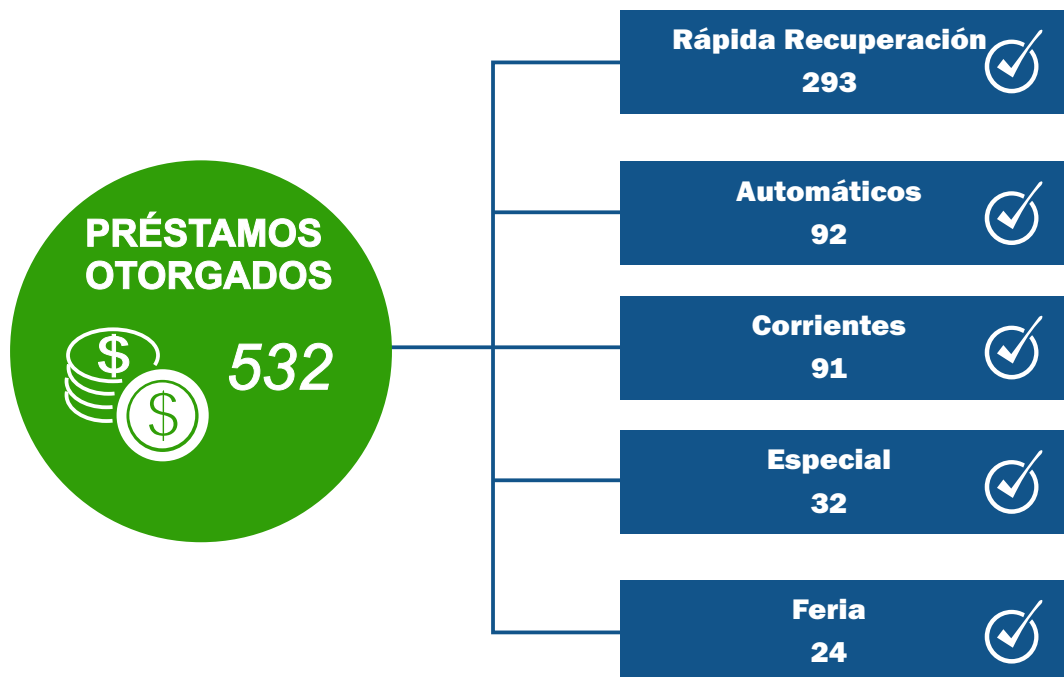 PRÉSTAMOS
OTORGADOS
$
$
532
Rápida Recuperación
293
Automáticos
92
Corrientes
91
Especial
32
Feria
24